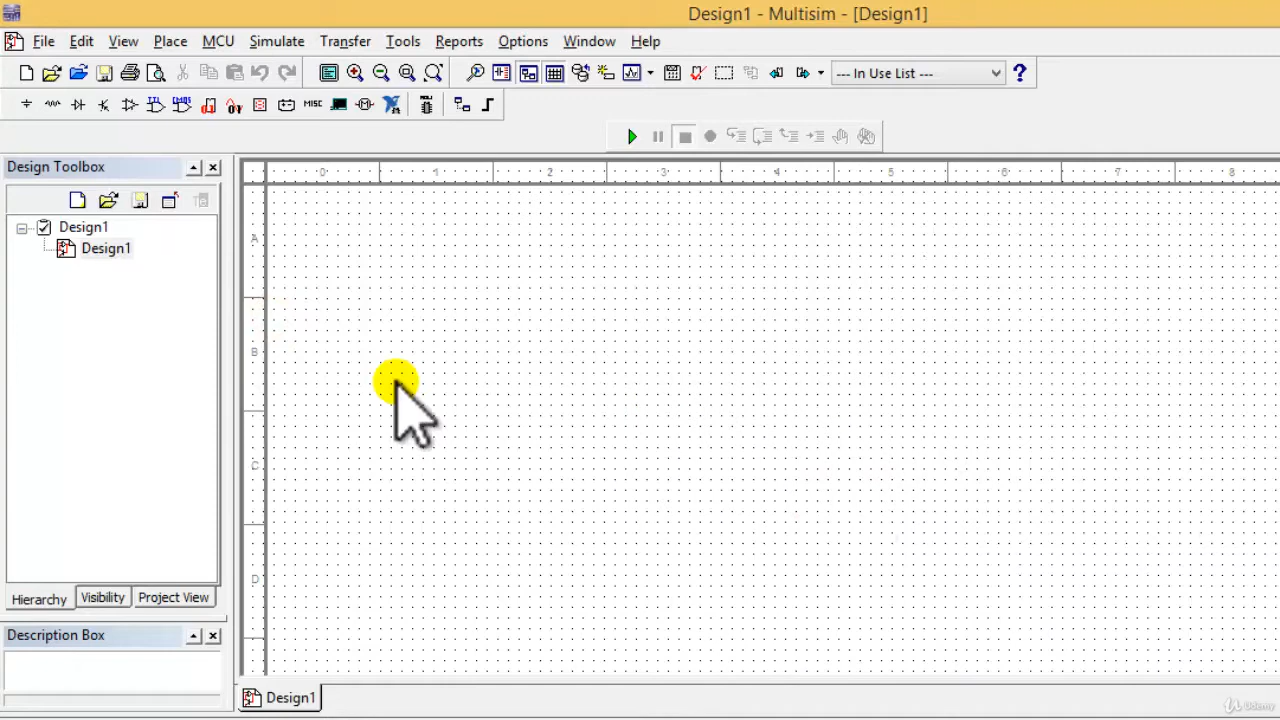 Design1 - Multisim - [Design1]
File Edit View Place MCU Simulate Transfer Tools Reports Options Window Help
--- In Use List ---
MISC
Design Toolbox
0 1 2 3 4 5 6 7 8
A
Design1
Design1
B
C
D
Hierarchy Visibility Project View
Description Box
Design1
Udemy